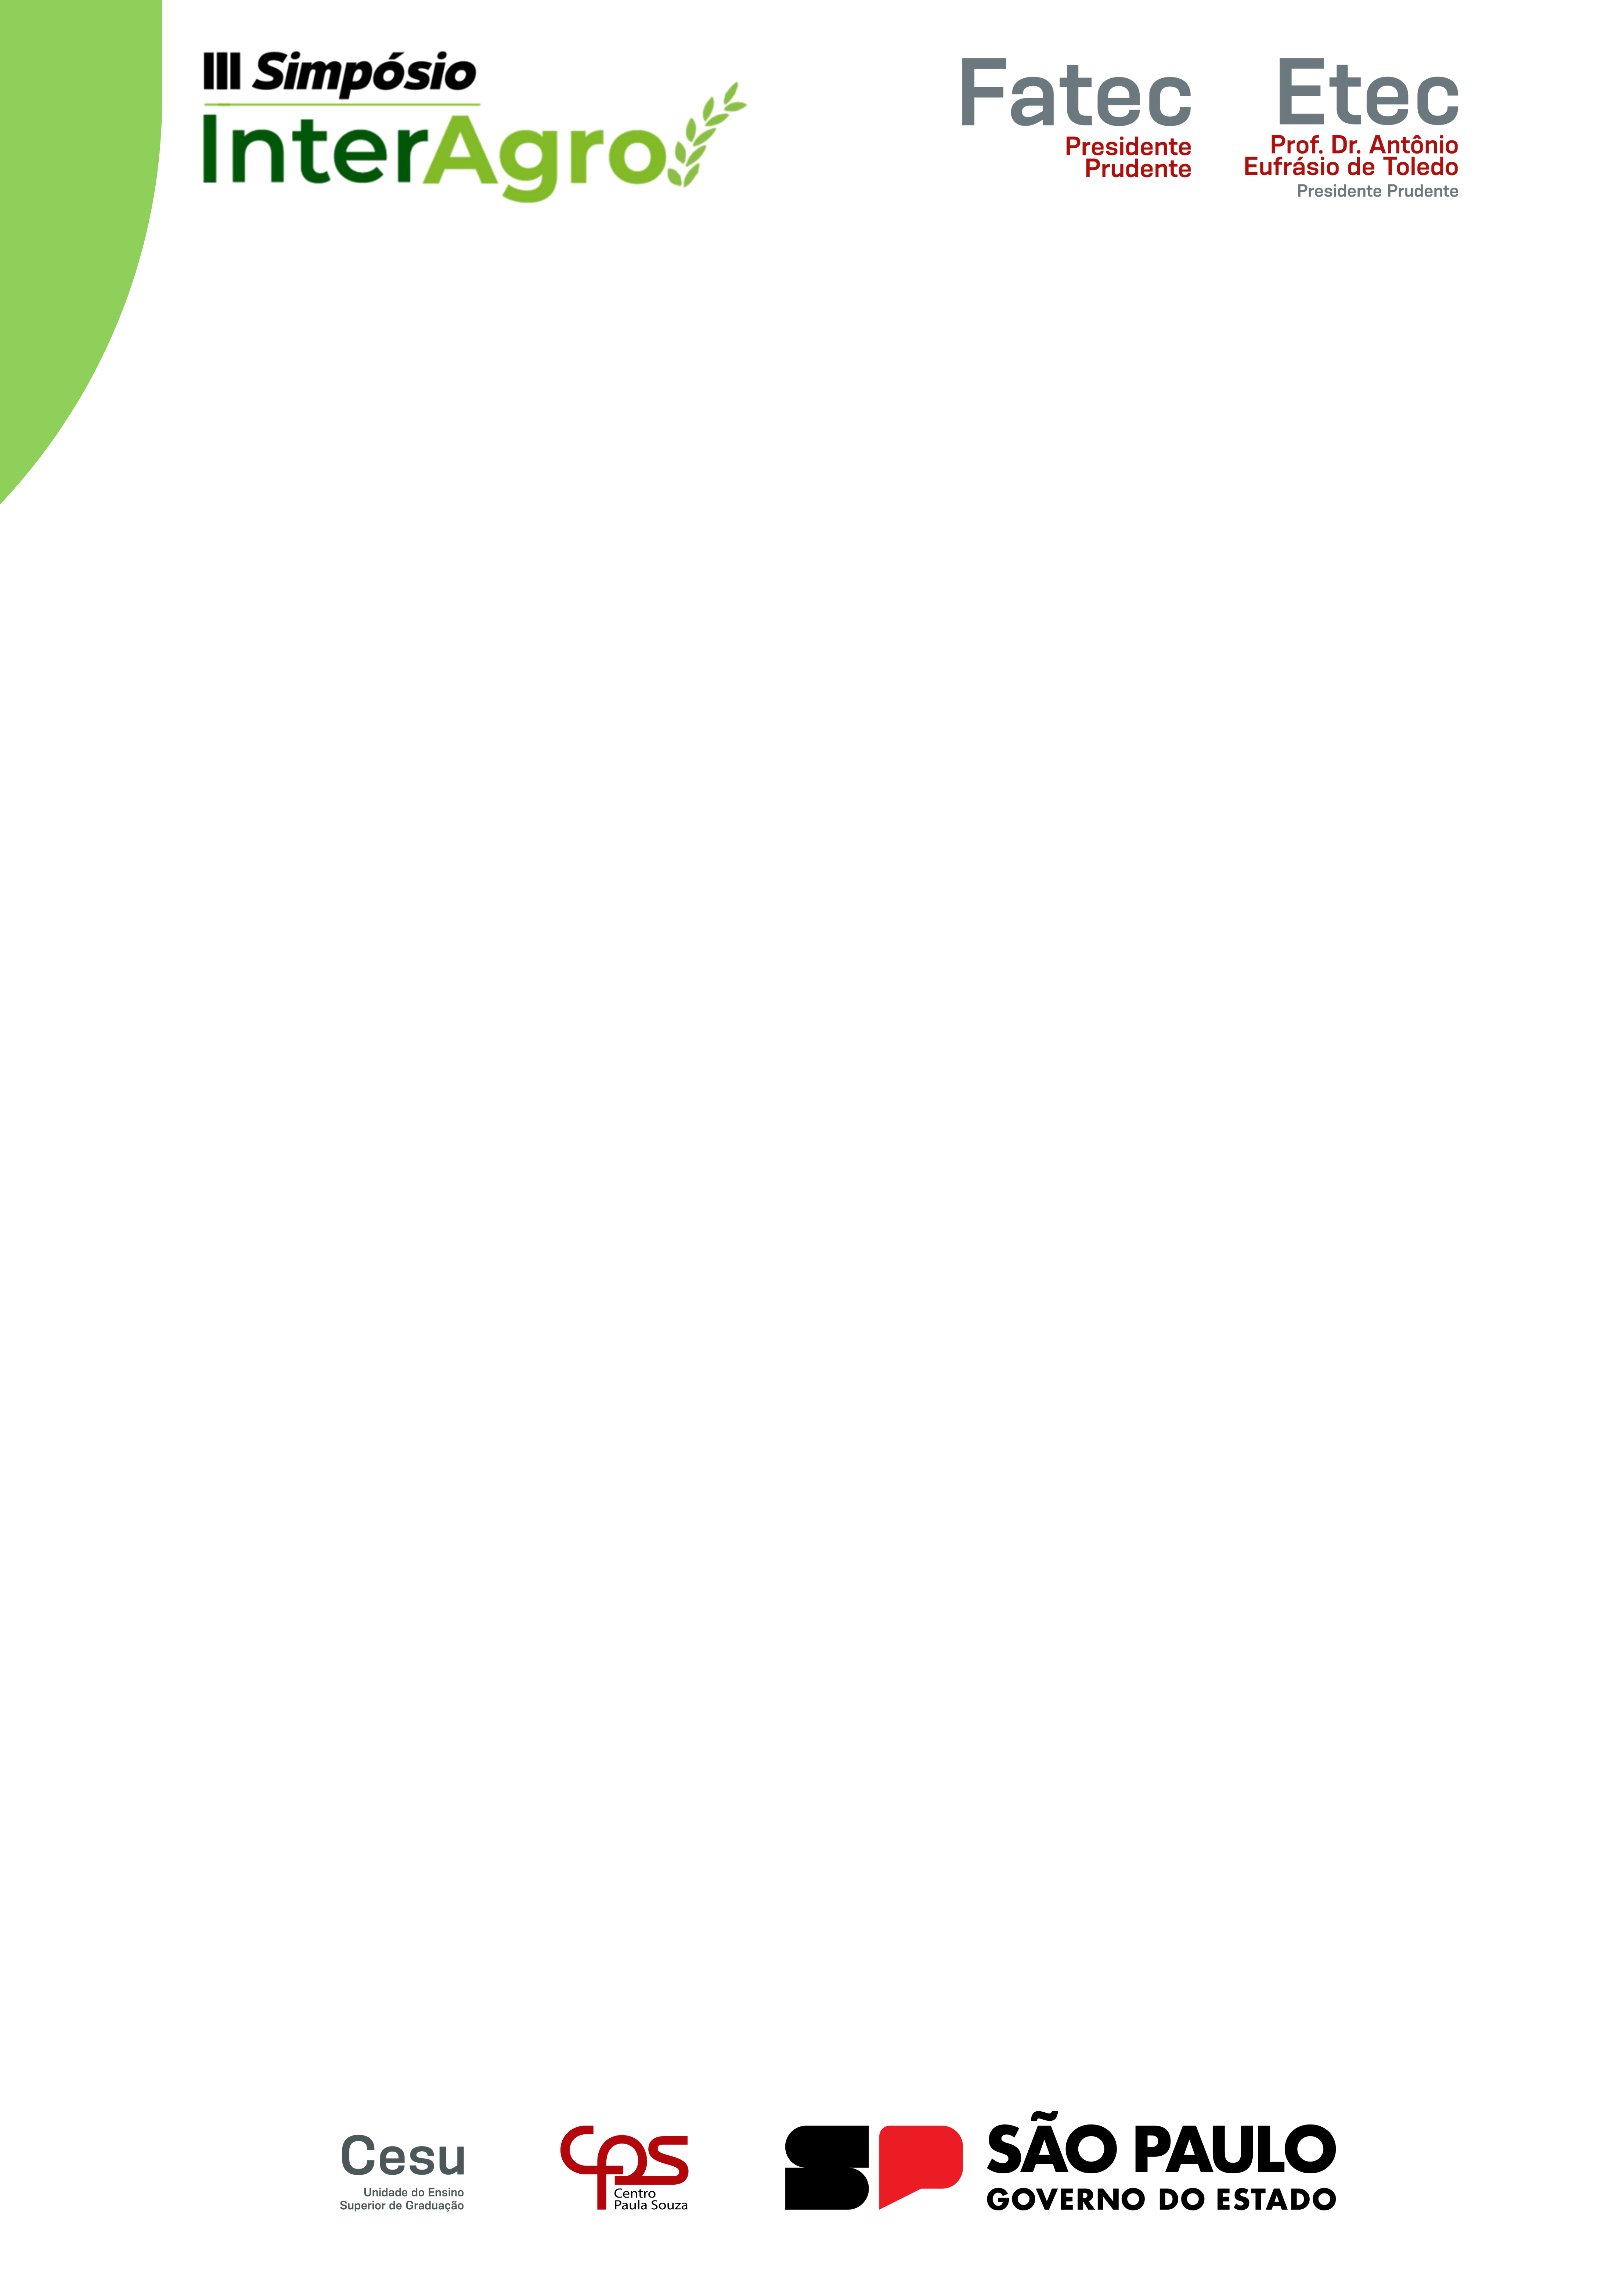 III Simpósio
InterAgro
Fatec
Presidente
Prudente
Etec
Prof. Dr. Antônio
Eufrásio de Toledo
Presidente Prudente
Cesu
Unidade do Ensino
Superior de Graduação
cps
Centro
Paula Souza
SP
SÃO PAULO
GOVERNO DO ESTADO